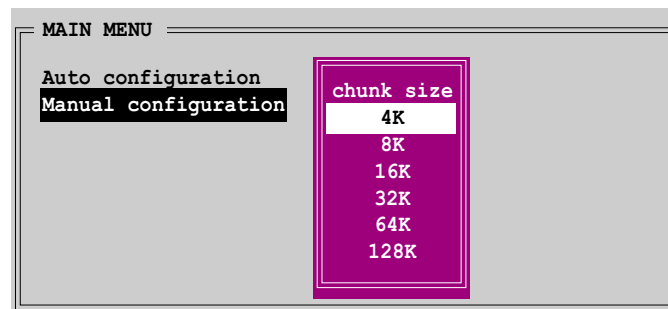 MAIN MENU
Auto configuration
Manual configuration
chunk size
4K
8K
16K
32K
64K
128K